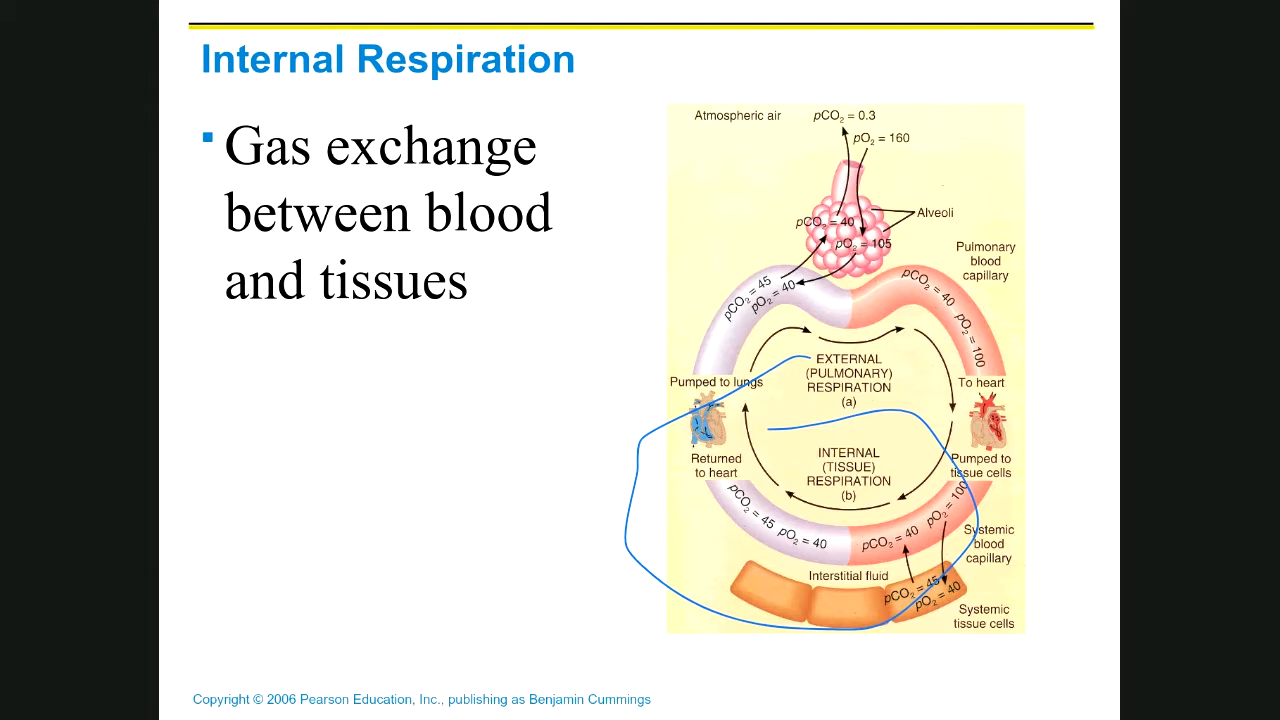 Internal Respiration
Gas exchange
between blood
and tissues
Atmospheric air
pCO₂ = 0.3
pO₂ = 160
Alveoli
pCO₂ = 40
pO₂ = 105
Pulmonary
blood
capillary
pCO₂ = 45
pO₂ = 40
pCO₂ = 40
pO₂ = 100
EXTERNAL
(PULMONARY)
RESPIRATION
(a)
Pumped to lungs
To heart
INTERNAL
(TISSUE)
RESPIRATION
(b)
Returned
to heart
Pumped to
tissue cells
pCO₂ = 45
pO₂ = 40
pCO₂ = 40
pO₂ = 100
Systemic
blood
capillary
Interstitial fluid
pCO₂ = 45
pO₂ = 40
Systemic
tissue cells
Copyright © 2006 Pearson Education, Inc., publishing as Benjamin Cummings